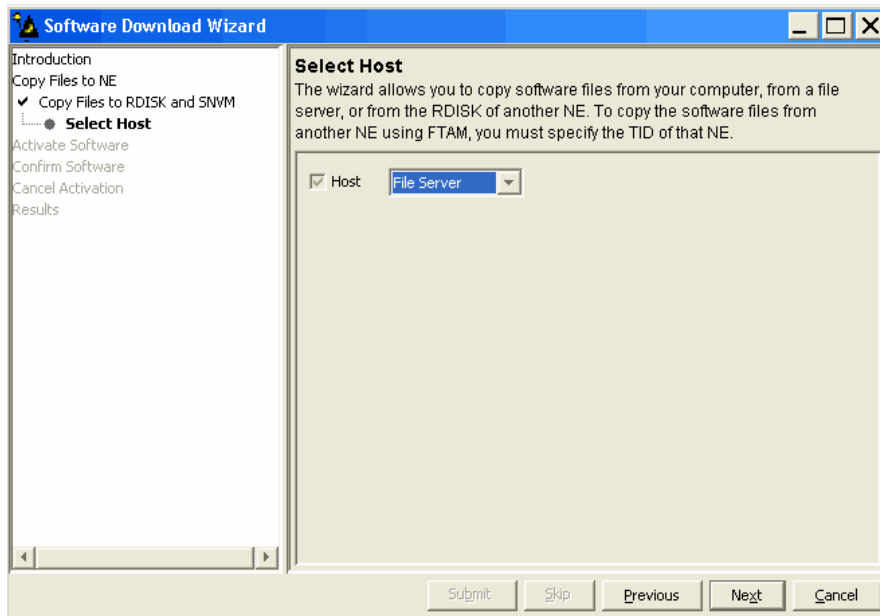 Software Download Wizard
Introduction
Copy Files to NE
Copy Files to RDISK and SNVM
Select Host
Activate Software
Confirm Software
Cancel Activation
Results
Select Host
The wizard allows you to copy software files from your computer, from a file
server, or from the RDISK of another NE. To copy the software files from
another NE using FTAM, you must specify the TID of that NE.
Host File Server
Submit Skip Previous Next Cancel